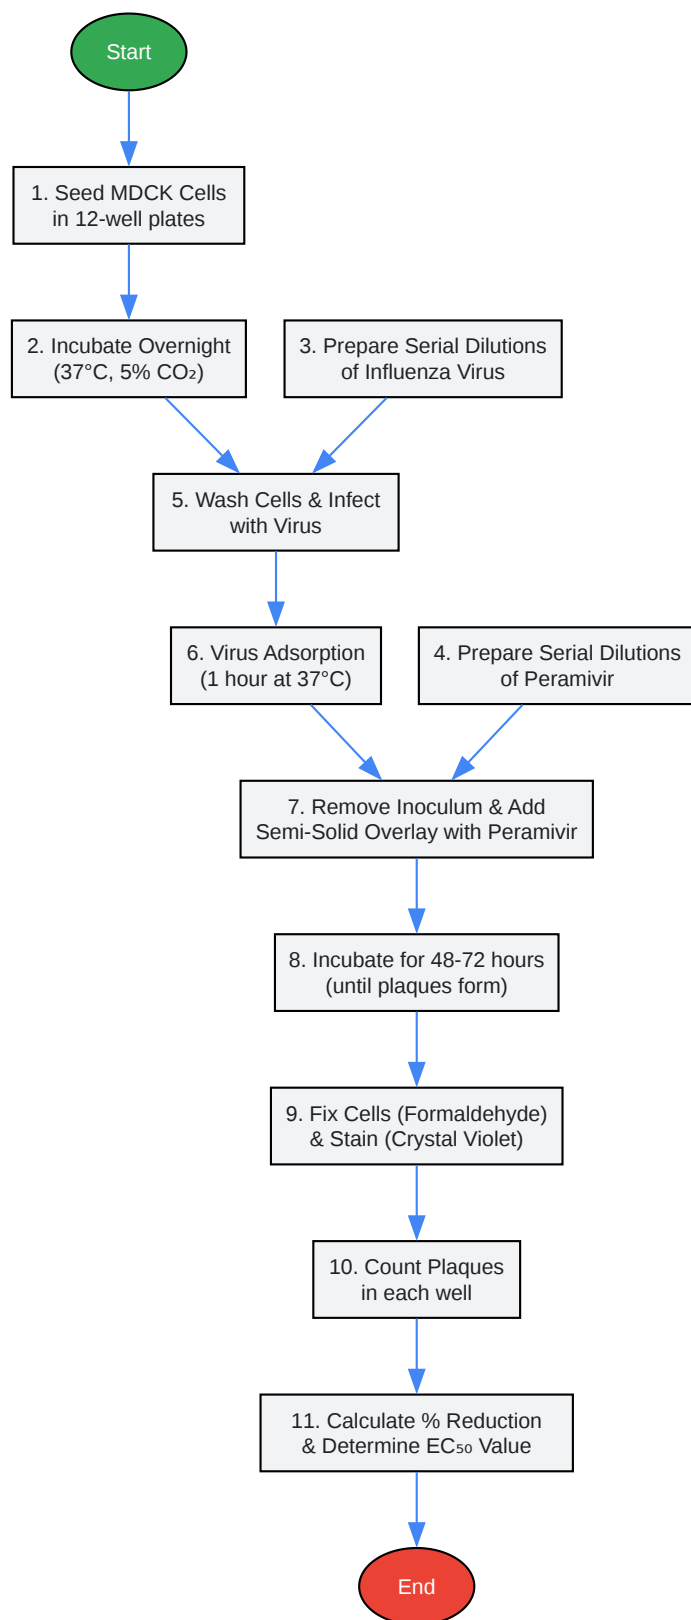 Start
1. Seed MDCK Cells
in 12-well plates
2. Incubate Overnight
(37°C, 5% CO₂)
3. Prepare Serial Dilutions
of Influenza Virus
5. Wash Cells & Infect
with Virus
6. Virus Adsorption
(1 hour at 37°C)
4. Prepare Serial Dilutions
of Peramivir
7. Remove Inoculum & Add
Semi-Solid Overlay with Peramivir
8. Incubate for 48-72 hours
(until plaques form)
9. Fix Cells (Formaldehyde)
& Stain (Crystal Violet)
10. Count Plaques
in each well
11. Calculate % Reduction
& Determine EC₅₀ Value
End